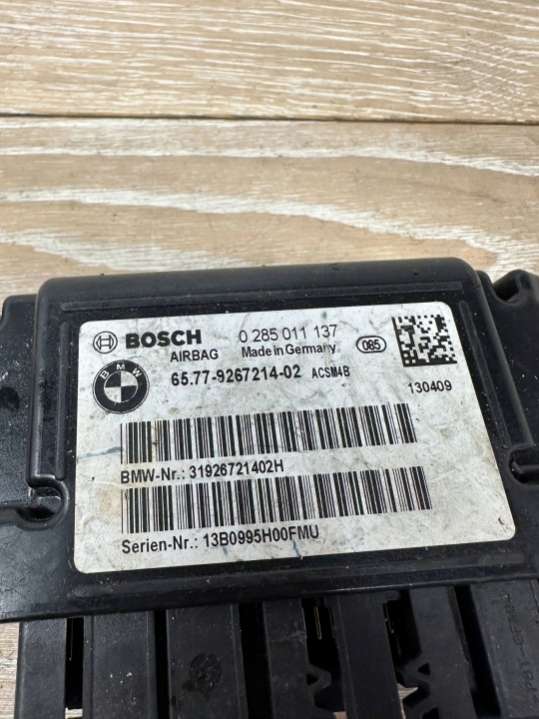 BOSCH 0 285 011 137
AIRBAG Made in Germany 085
BMW 65.77-9267214-02 ACSM4B
130409
BMW-Nr.: 31926721402H
Serien-Nr.: 13B0995H00FMU